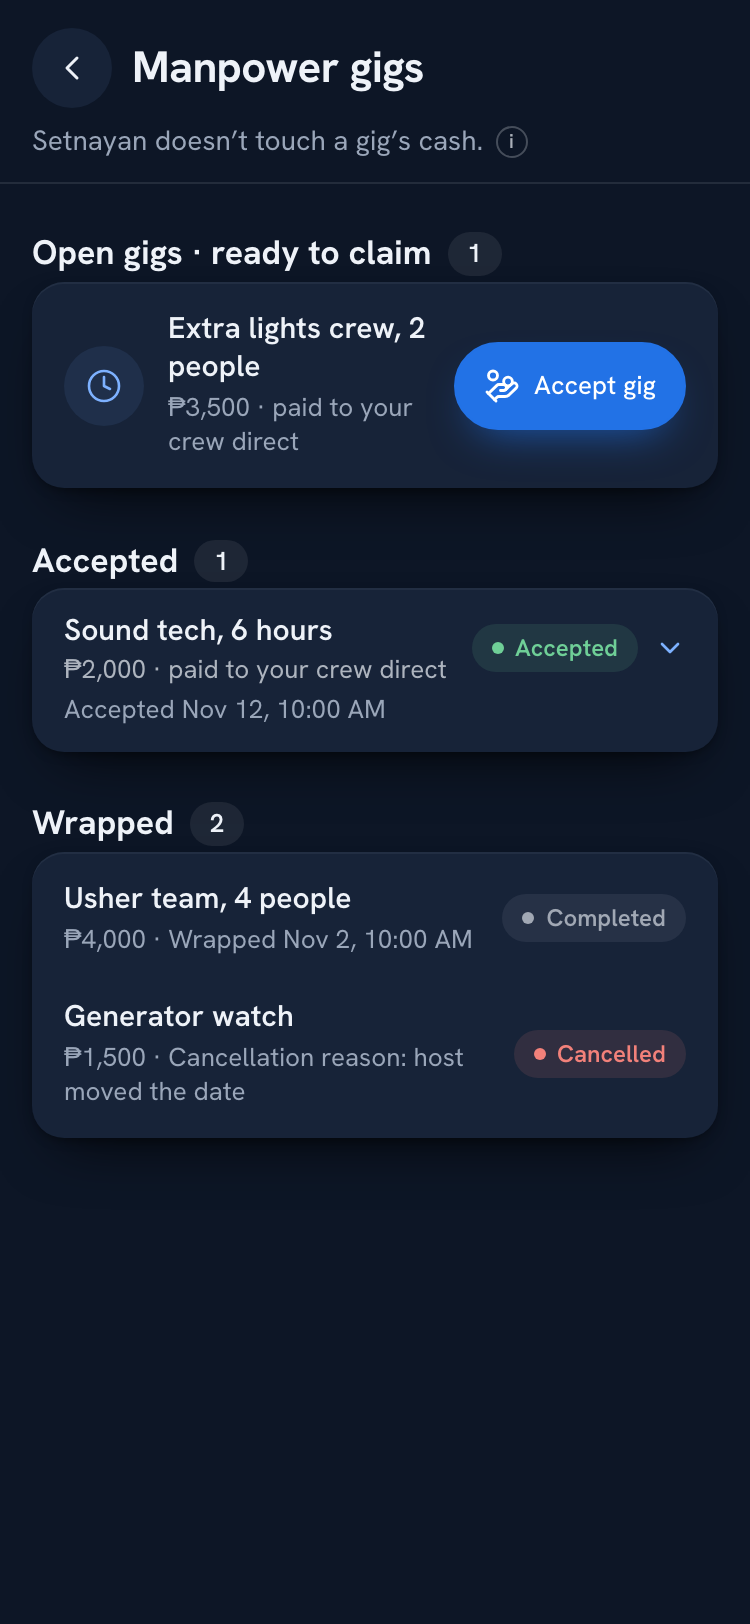 Manpower gigs
Setnayan doesn’t touch a gig’s cash. i
Open gigs · ready to claim 1
Extra lights crew, 2
people
₱3,500 · paid to your
crew direct
Accept gig
Accepted 1
Sound tech, 6 hours
₱2,000 · paid to your crew direct
Accepted Nov 12, 10:00 AM
Accepted
Wrapped 2
Usher team, 4 people
₱4,000 · Wrapped Nov 2, 10:00 AM
Completed
Generator watch
₱1,500 · Cancellation reason: host
moved the date
Cancelled